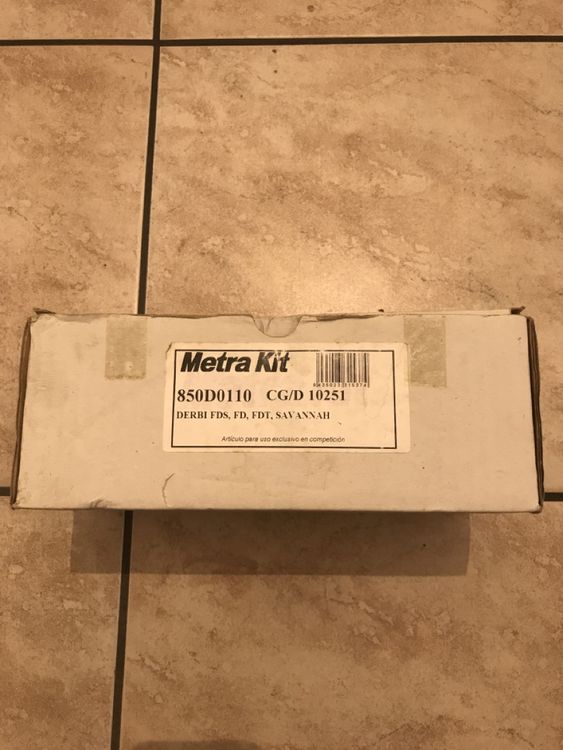 Metra Kit
850D0110 CG/D 10251
DERBI FDS, FD, FDT, SAVANNAH
Artículo para uso exclusivo en competición